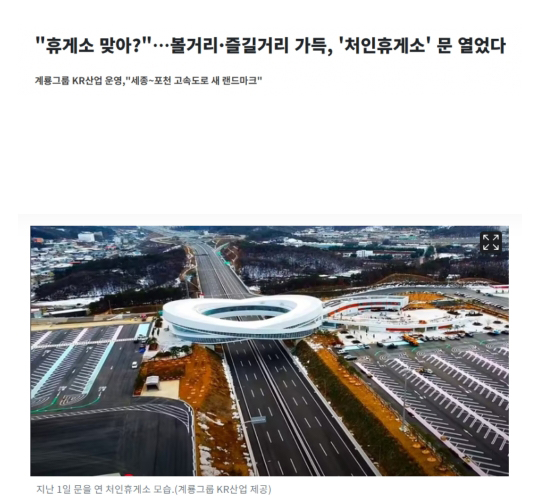 "휴게소 맞아?"…볼거리·즐길거리 가득, '처인휴게소' 문 열었다
계룡그룹 KR산업 운영,"세종~포천 고속도로 새 랜드마크"
지난 1일 문을 연 처인휴게소 모습.(계룡그룹 KR산업 제공)